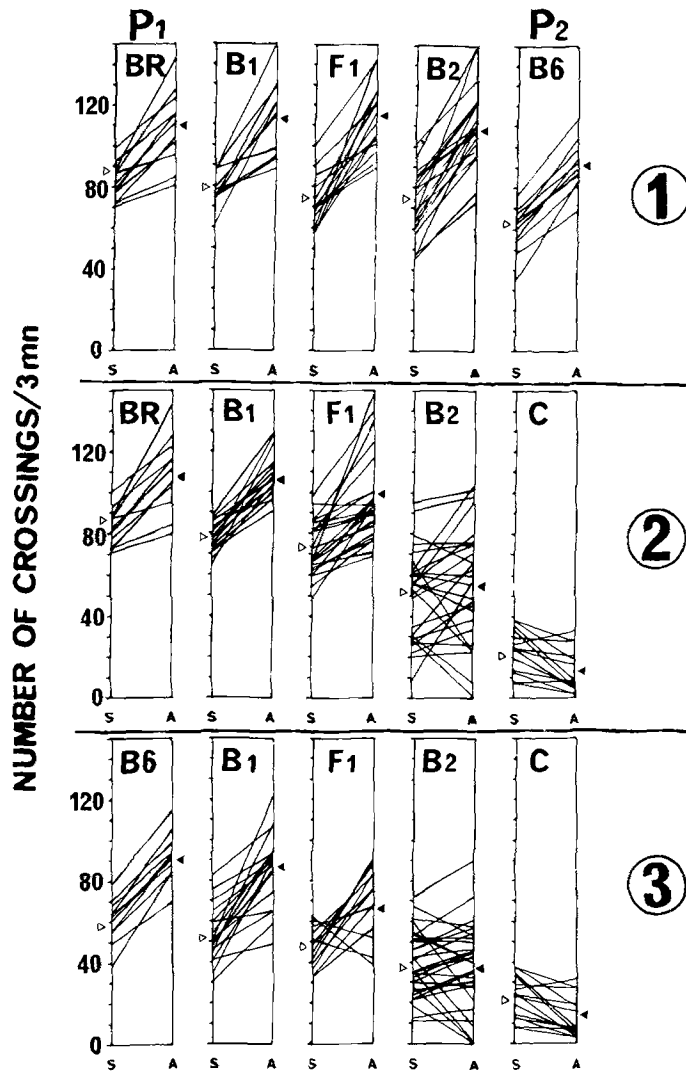 P1 P2
BR B1 F1 B2 B6
120
80
40
0
1
S A S A S A S A S A
BR B1 F1 B2 C
120
80
40
0
2
S A S A S A S A S A
B6 B1 F1 B2 C
120
80
40
0
3
S A S A S A S A S A
NUMBER OF CROSSINGS/3mn